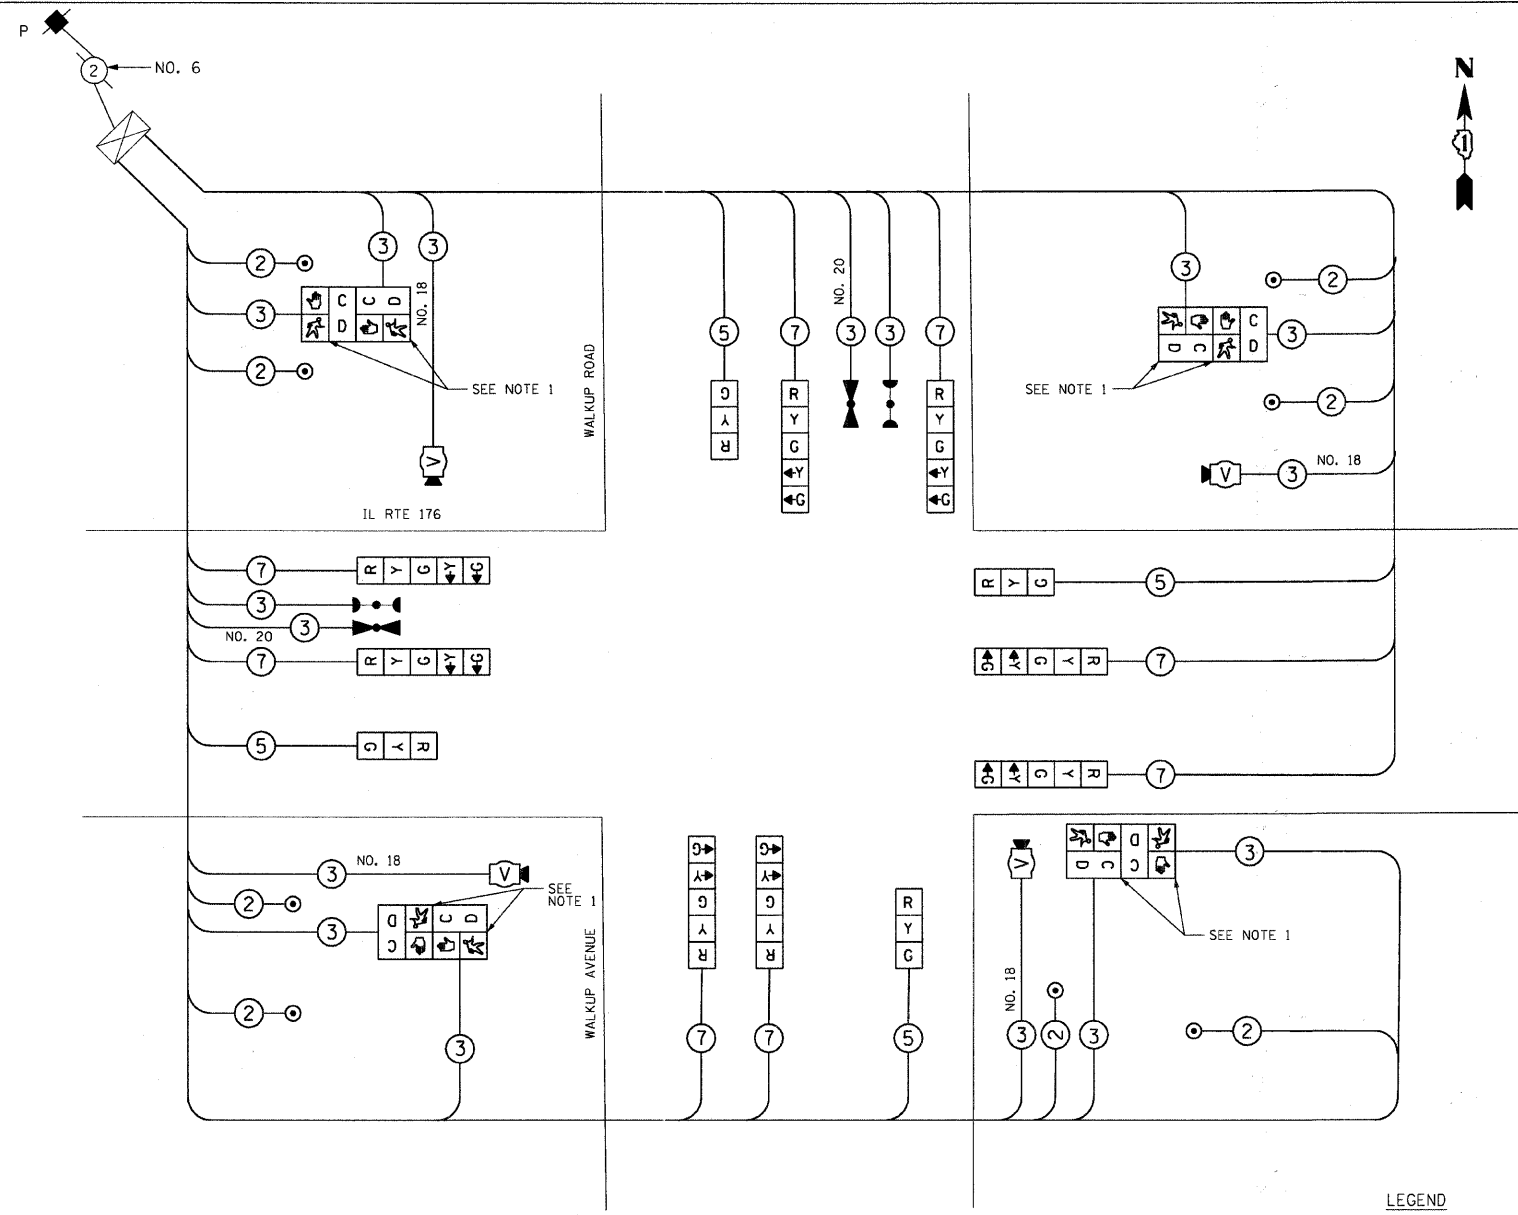 P
2
NO. 6
N
1
3
3
2
NO. 18
C C D
D
3
2
SEE NOTE 1
V
WALKUP ROAD
IL RTE 176
5
7
NO. 20
3
3
7
G
Y
R
R
Y
G
Y
G
R
Y
G
Y
G
3
2
C
D C D
3
SEE NOTE 1
2
V
3
NO. 18
7
R Y G Y G
3
3
NO. 20
7
R Y G Y G
5
G Y R
R Y G
5
G Y G Y R
7
G Y G Y R
7
3
NO. 18
V
2
SEE
NOTE 1
3
D C D
C
2
3
WALKUP AVENUE
G
Y
G
Y
R
G
Y
G
Y
R
R
Y
G
7
7
5
V
NO. 18
3
2
3
D
D C C
3
SEE NOTE 1
2
LEGEND